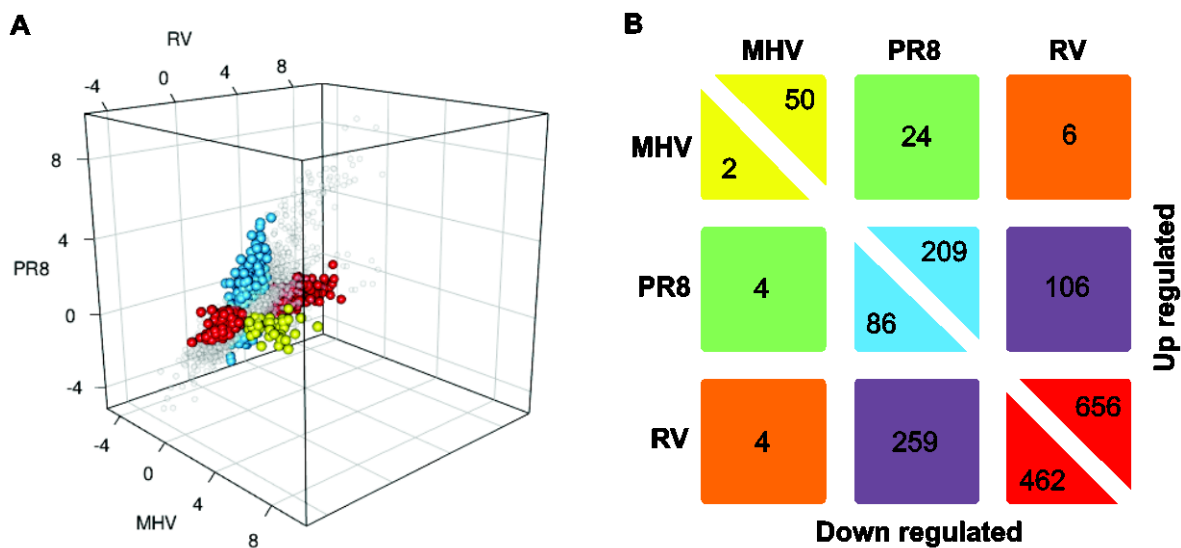 A
RV
-4 0 4 8
8
4
PR8
0
-4
-4
0
4
MHV
8
B
MHV PR8 RV
MHV 50 2 24 6
PR8 4 209 86 106
RV 4 259 656 462
Up regulated
Down regulated